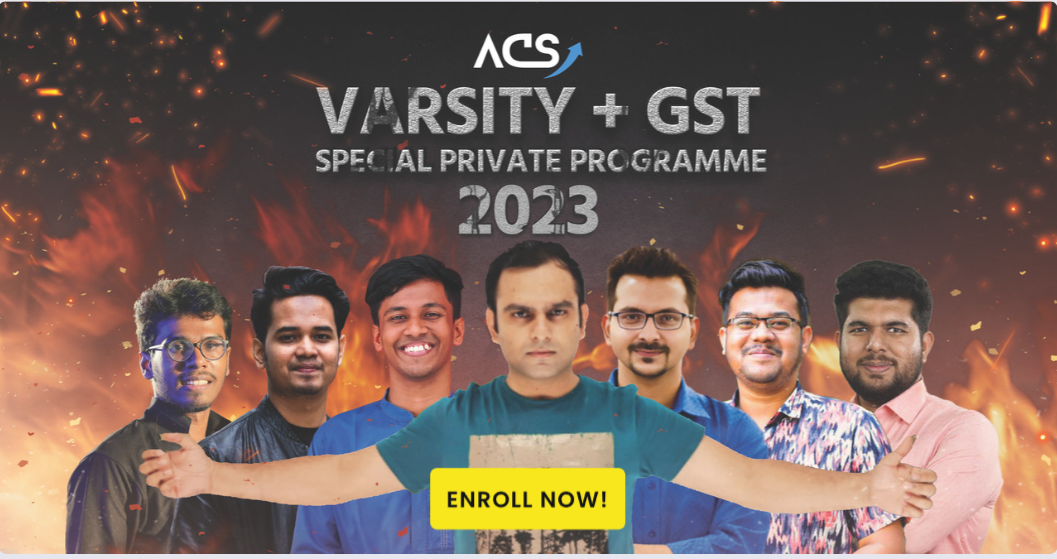 ACS
VARSITY + GST
SPECIAL PRIVATE PROGRAMME
2023
ENROLL NOW!